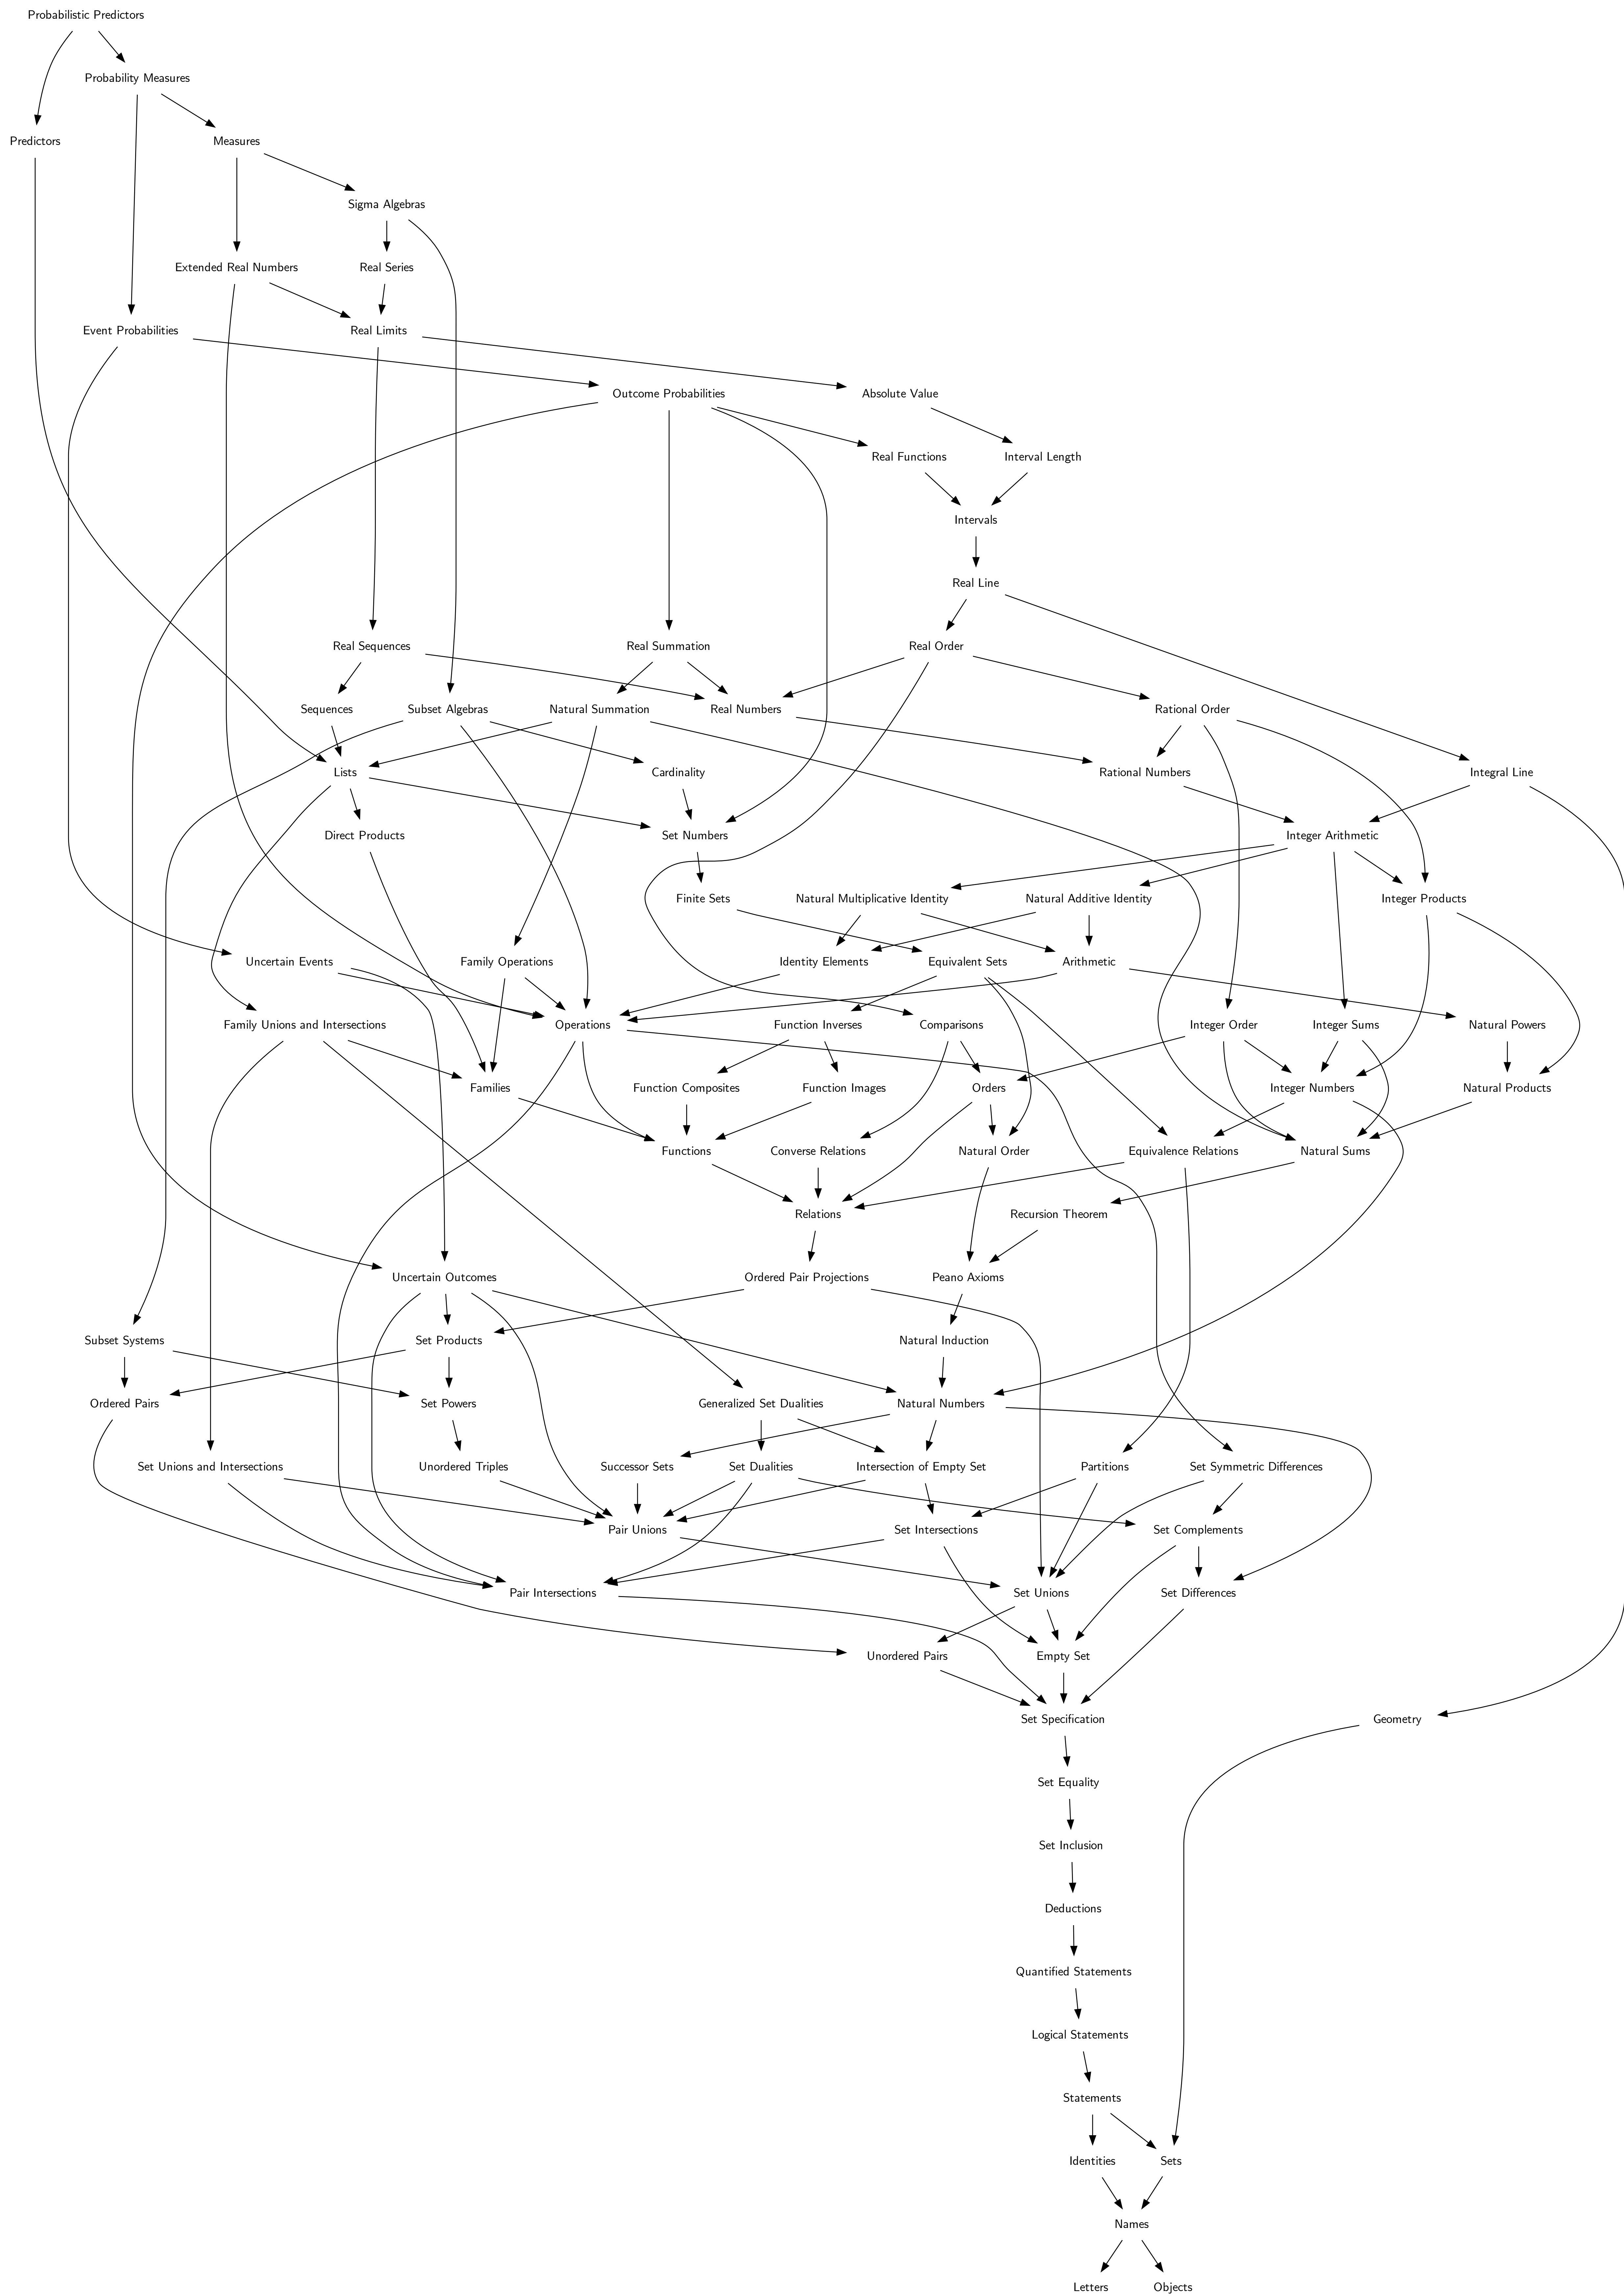 Probabilistic Predictors
Probability Measures
Predictors
Measures
Sigma Algebras
Extended Real Numbers
Real Series
Event Probabilities
Real Limits
Outcome Probabilities
Absolute Value
Real Functions
Interval Length
Intervals
Real Line
Real Sequences
Real Summation
Real Order
Sequences
Subset Algebras
Natural Summation
Real Numbers
Rational Order
Lists
Cardinality
Rational Numbers
Integral Line
Direct Products
Set Numbers
Integer Arithmetic
Finite Sets
Natural Multiplicative Identity
Natural Additive Identity
Integer Products
Uncertain Events
Family Operations
Identity Elements
Equivalent Sets
Arithmetic
Family Unions and Intersections
Operations
Function Inverses
Comparisons
Integer Order
Integer Sums
Natural Powers
Families
Function Composites
Function Images
Orders
Integer Numbers
Natural Products
Functions
Converse Relations
Natural Order
Equivalence Relations
Natural Sums
Relations
Recursion Theorem
Uncertain Outcomes
Ordered Pair Projections
Peano Axioms
Subset Systems
Set Products
Natural Induction
Ordered Pairs
Set Powers
Generalized Set Dualities
Natural Numbers
Set Unions and Intersections
Unordered Triples
Successor Sets
Set Dualities
Intersection of Empty Set
Partitions
Set Symmetric Differences
Pair Unions
Set Intersections
Set Complements
Pair Intersections
Set Unions
Set Differences
Unordered Pairs
Empty Set
Set Specification
Geometry
Set Equality
Set Inclusion
Deductions
Quantified Statements
Logical Statements
Statements
Identities
Sets
Names
Letters
Objects